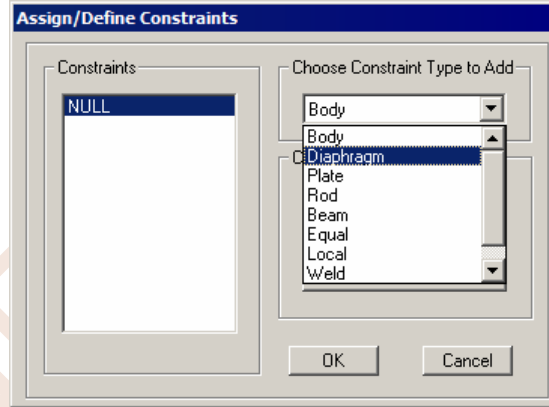 Assign/Define Constraints
Constraints
NULL
Choose Constraint Type to Add
Body
Body
Diaphragm
Plate
Rod
Beam
Equal
Local
Weld
OK
Cancel